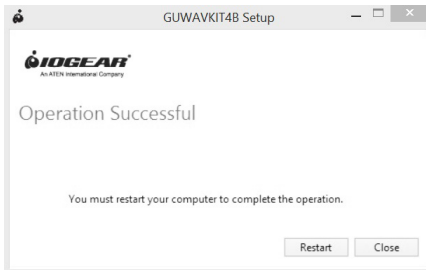 GUWAVKIT4B Setup
IOGEAR
An ATEN International Company
Operation Successful
You must restart your computer to complete the operation.
Restart Close